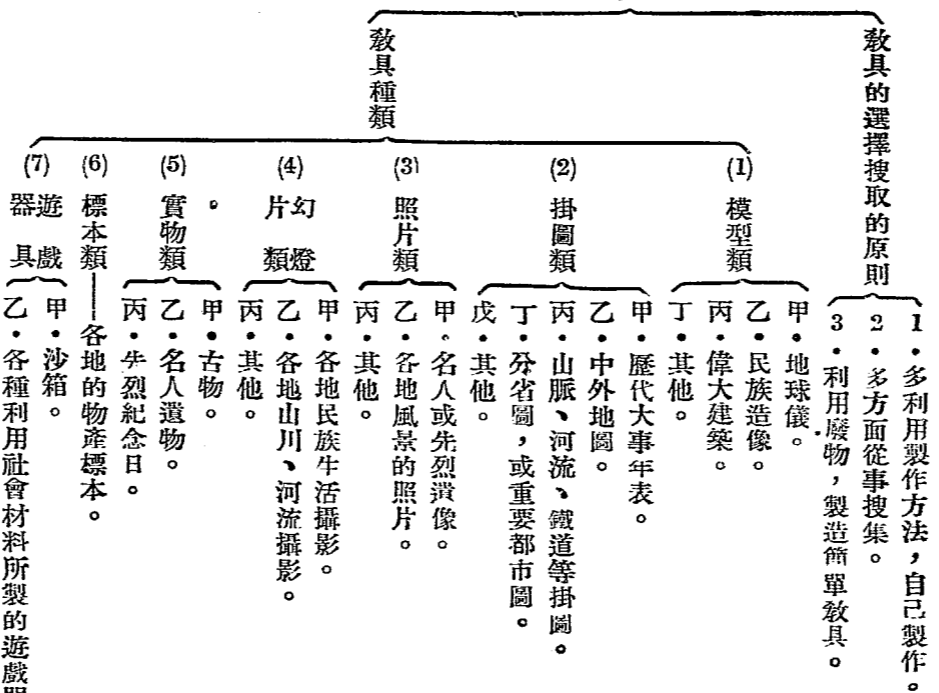 教具的選擇搜取的原則
1．多利用製作方法，自己製作。
2．多方面從事搜集。
3．利用廢物，製造簡單教具。
教具種類
(1) 模型類
甲．地球儀。
乙．民族造像。
丙．偉大建築。
丁．其他。
(2) 掛圖類
甲．歷代大事年表。
乙．中外地圖。
丙．山脈、河流、鐵道等掛圖。
丁．分省圖，或重要都市圖。
戊．其他。
(3) 照片類
甲．名人或先烈遺像。
乙．各地風景的照片。
丙．其他。
(4) 幻燈片類
甲．各地民族生活攝影。
乙．各地山川、河流攝影。
丙．其他。
(5) 實物類。
甲．古物。
乙．名人遺物。
丙．先烈紀念日。
(6) 標本類——各地的物產標本。
(7) 遊戲器具
甲．沙箱。
乙．各種利用社會材料所製的遊戲